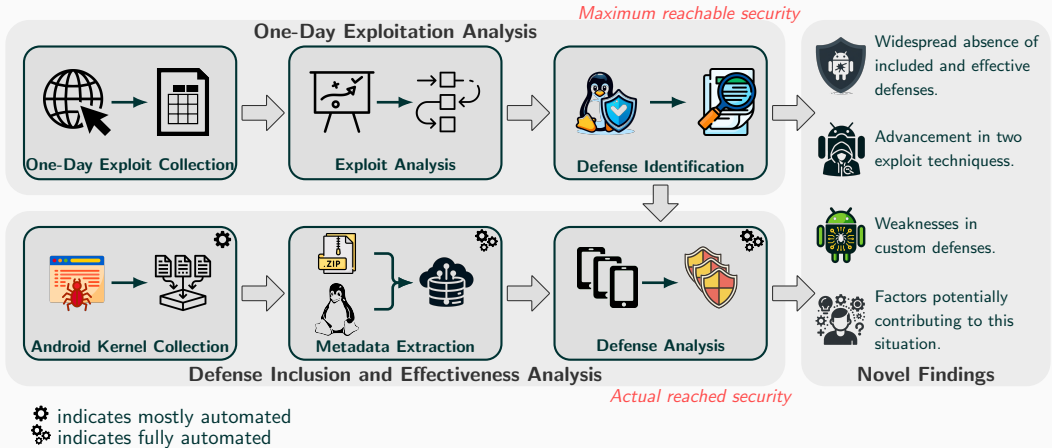 Maximum reachable security
One-Day Exploitation Analysis
One-Day Exploit Collection
Exploit Analysis
Defense Identification
Android Kernel Collection
.ZIP
Metadata Extraction
Defense Analysis
Defense Inclusion and Effectiveness Analysis
Actual reached security
Widespread absence of
included and effective
defenses.
Advancement in two
exploit techniquess.
Weaknesses in
custom defenses.
Factors potentially
contributing to this
situation.
Novel Findings
indicates mostly automated
indicates fully automated